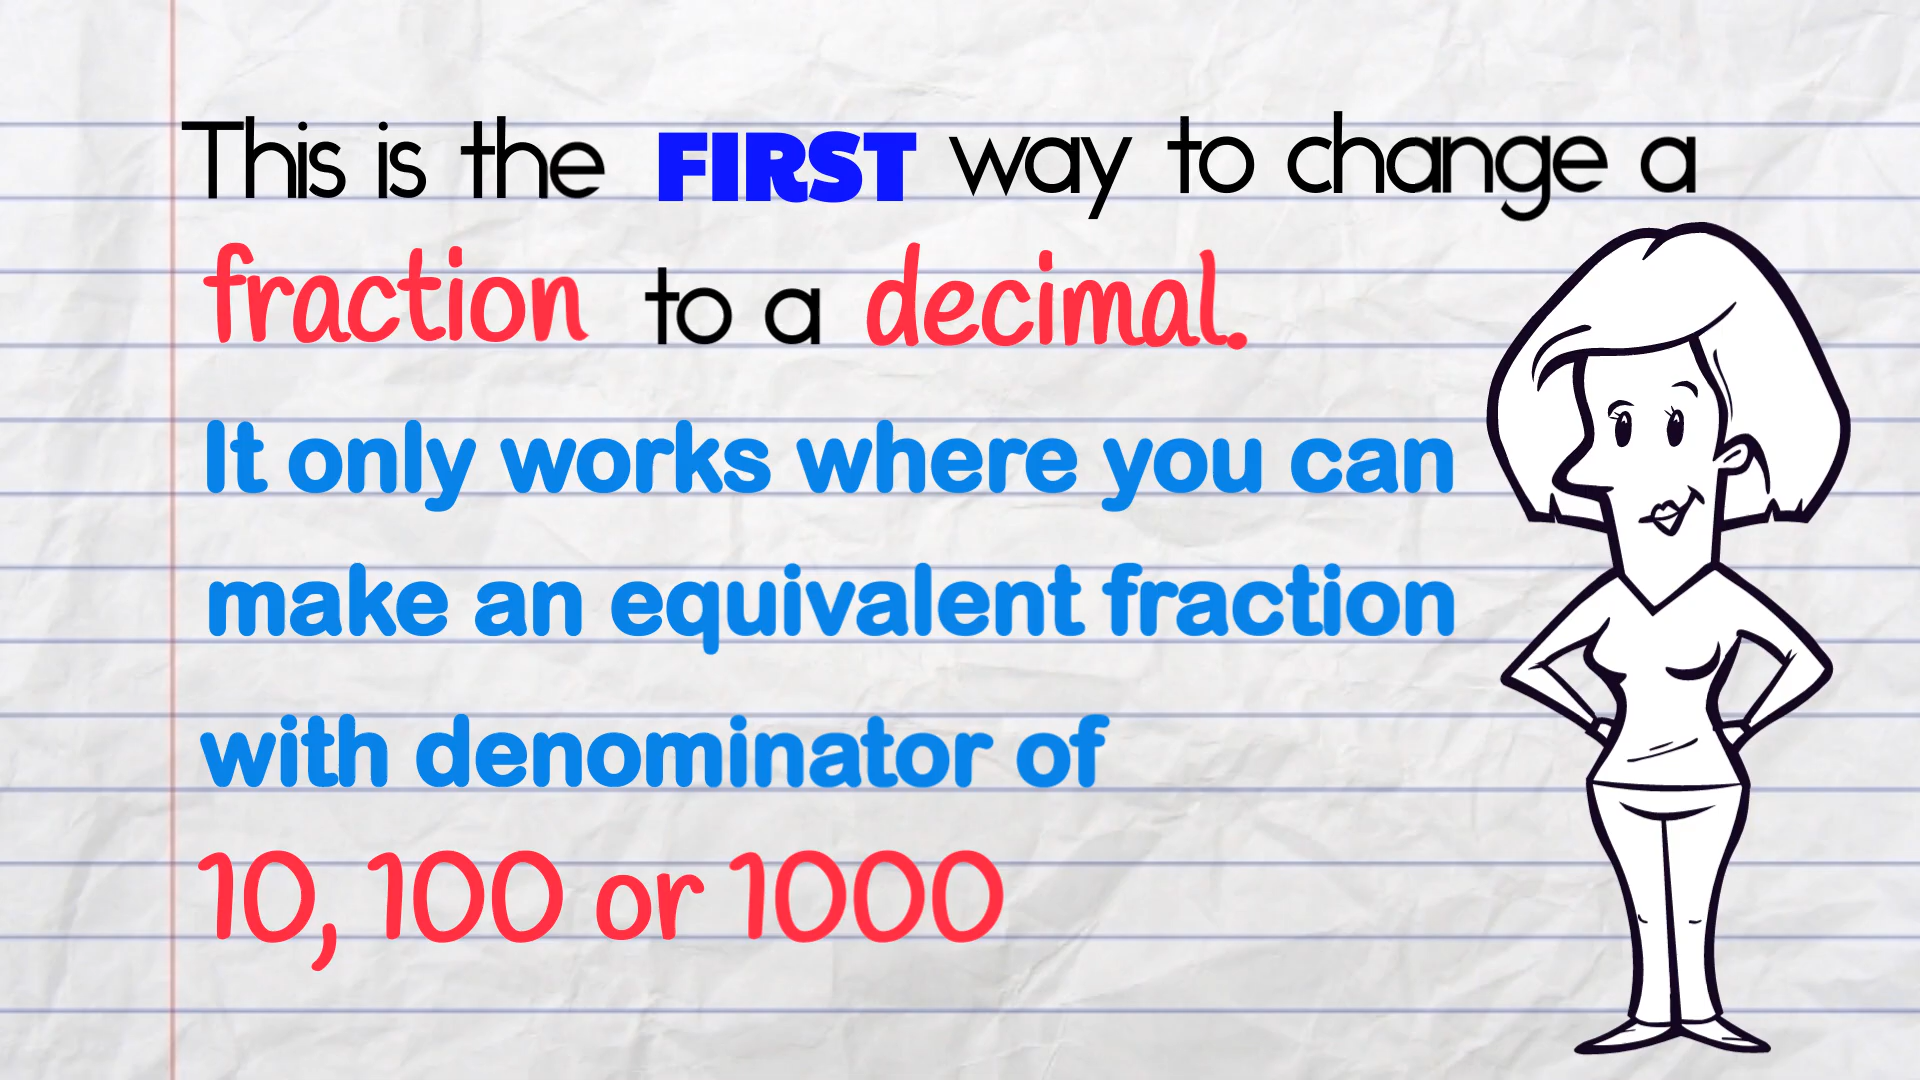 This is the FIRST way to change a
fraction to a decimal.
It only works where you can
make an equivalent fraction
with denominator of
10, 100 or 1000